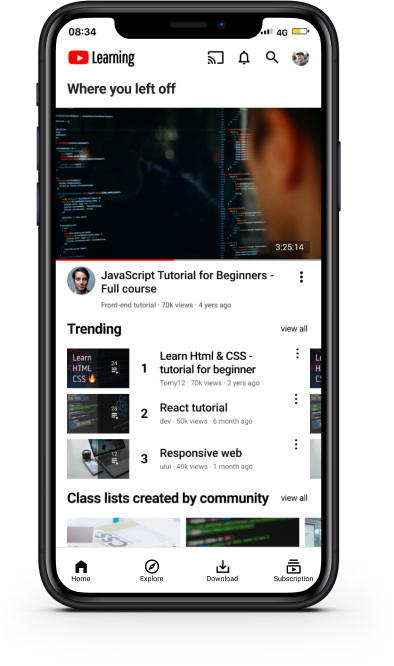 08:34
4G
Learning
Where you left off
3:25:14
JavaScript Tutorial for Beginners -
Full course
Front-end tutorial · 70k views · 4 yers ago
Trending
view all
Learn
HTML
CSS 🔥
24
1
Learn Html & CSS -
tutorial for beginner
Tomy12 · 70k views · 2 yers ago
28
2
React tutorial
dev · 50k views · 6 month ago
12
3
Responsive web
uiui · 49k views · 1 month ago
Class lists created by community
view all
CSS
Home
Explore
Download
Subscription